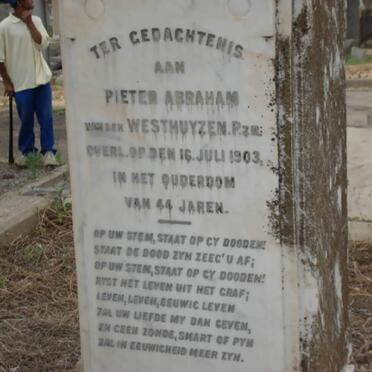 TER GEDACHTENIS
AAN
PIETER ABRAHAM
VAN DER WESTHUYZEN. P.ZN.
OVERL. OP DEN 16. JULI 1903,
IN HET OUDERDOM
VAN 44 JAREN.
OP UW STEM, STAAT OP GY DOODEN!
STAAT DE DOOD ZYN ZEEG'U AF;
OP UW STEM, STAAT OP GY DOODEN!
RYST HET LEVEN UIT HET GRAF;
LEVEN, LEVEN, EEUWIG LEVEN
ZAL UW LIEFDE MY DAN GEVEN,
EN GEEN ZONDE, SMART OF PYN
ZAL IN EEUWIGHEID MEER ZYN.